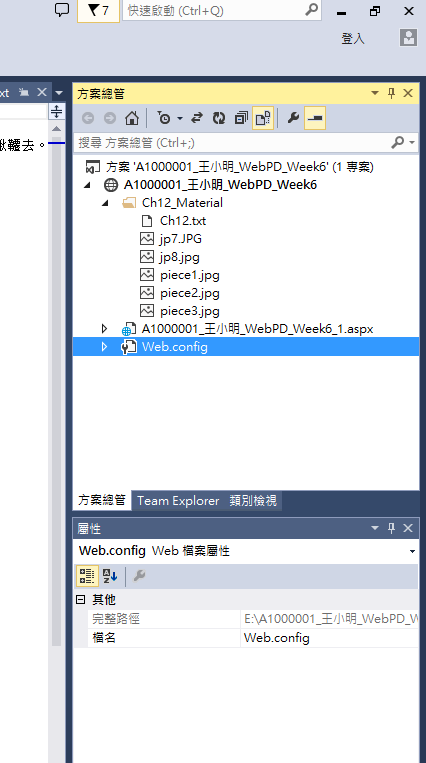 7
快速啟動 (Ctrl+Q)
登入
xt
方案總管
鞦韆去。
搜尋 方案總管 (Ctrl+;)
方案 'A1000001_王小明_WebPD_Week6' (1 專案)
A1000001_王小明_WebPD_Week6
Ch12_Material
Ch12.txt
jp7.JPG
jp8.jpg
piece1.jpg
piece2.jpg
piece3.jpg
A1000001_王小明_WebPD_Week6_1.aspx
Web.config
方案總管 Team Explorer 類別檢視
屬性
Web.config Web 檔案屬性
其他
完整路徑 E:\A1000001_王小明_WebPD_W
檔名 Web.config